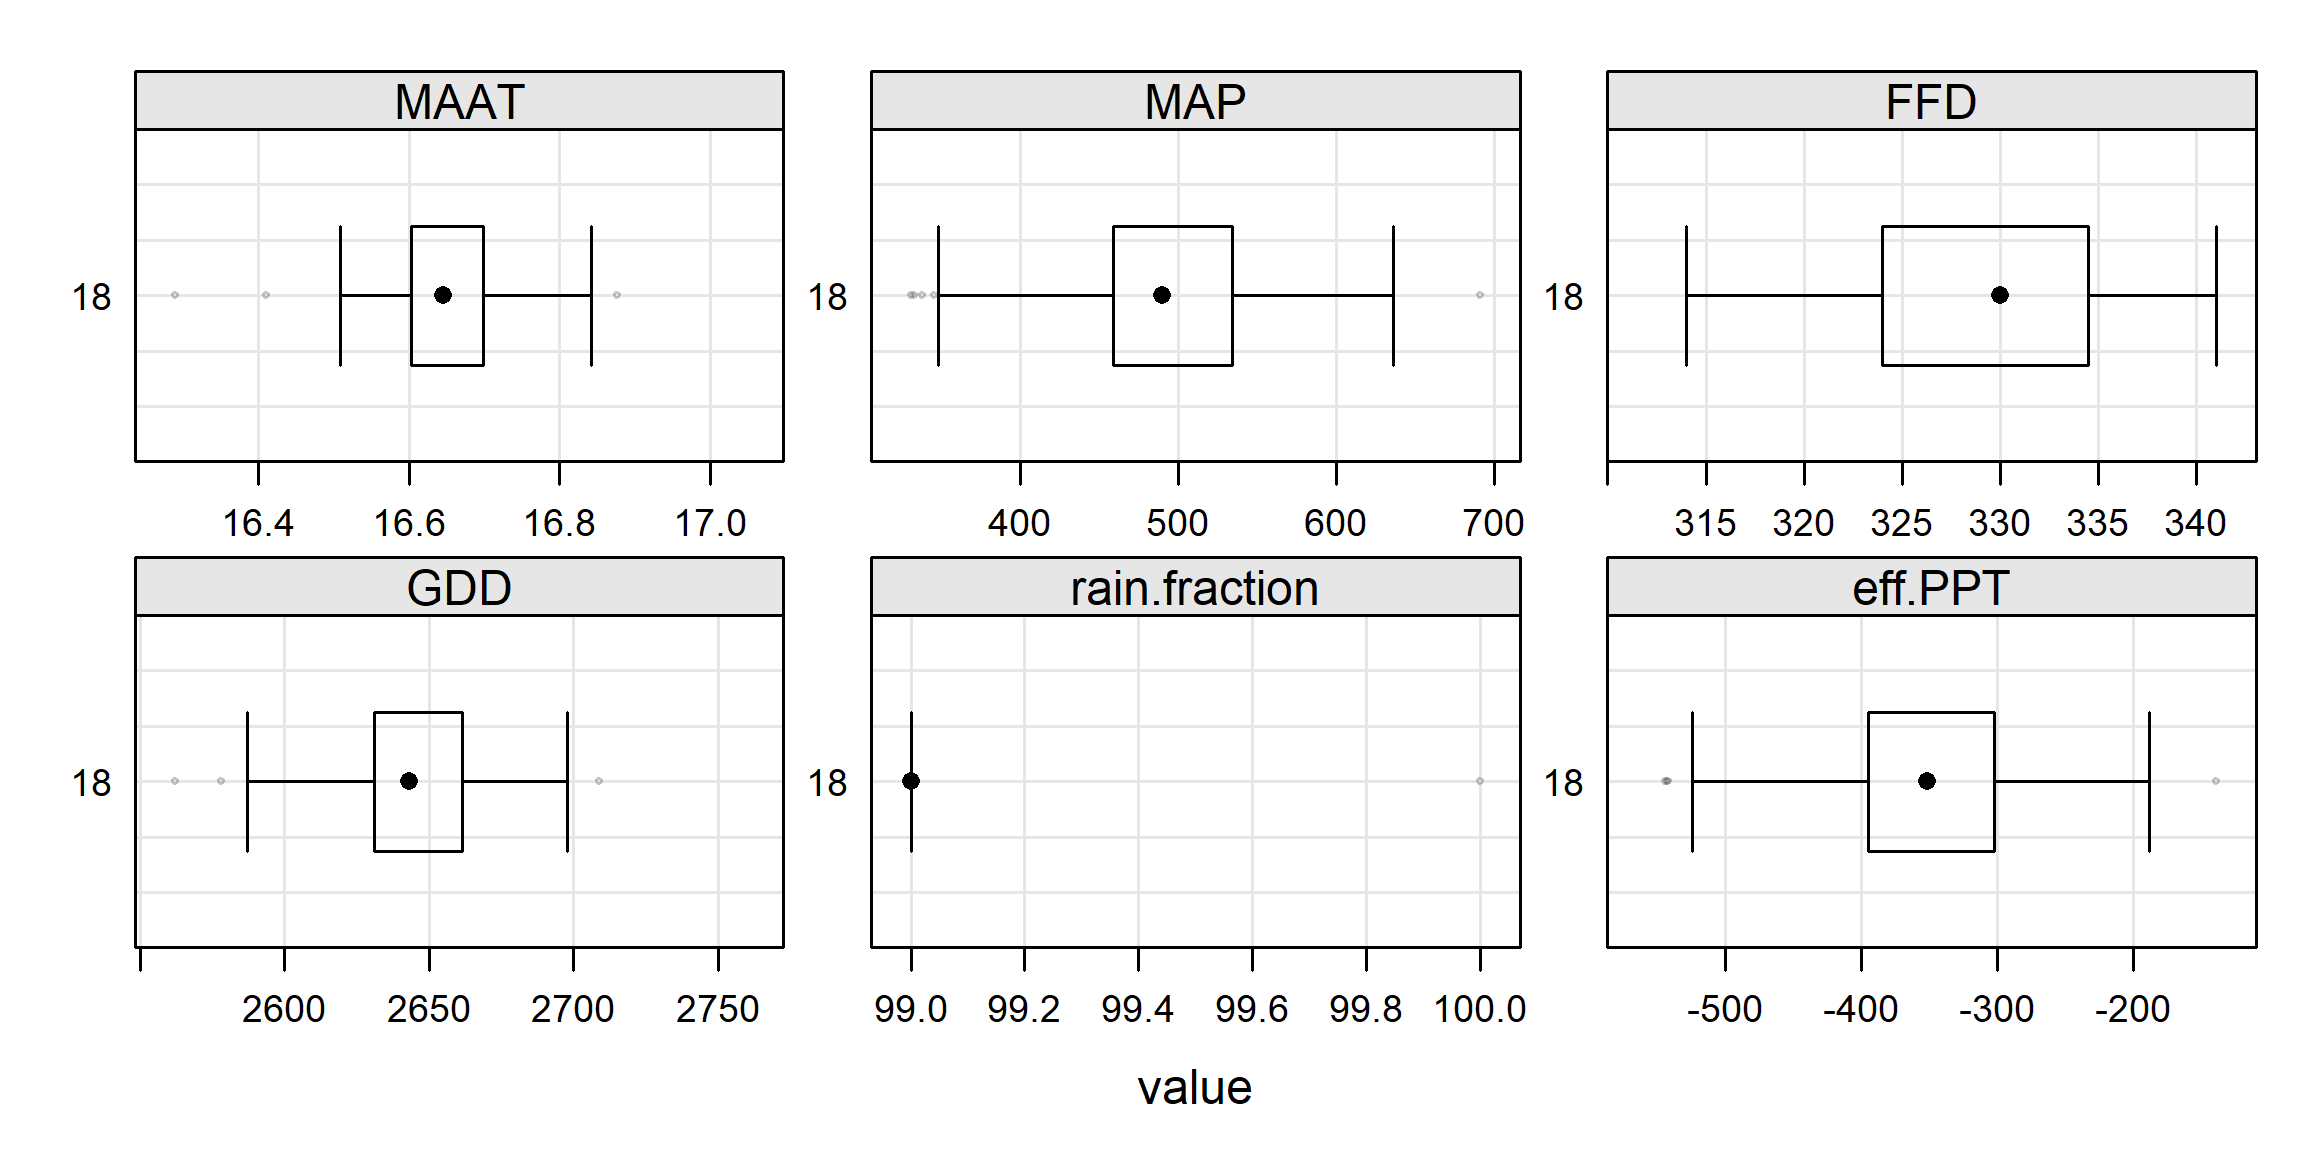 MAAT MAP FFD
18 18 18
16.4 16.6 16.8 17.0 400 500 600 700 315 320 325 330 335 340
GDD rain.fraction eff.PPT
18 18 18
2600 2650 2700 2750 99.0 99.2 99.4 99.6 99.8 100.0 -500 -400 -300 -200
value